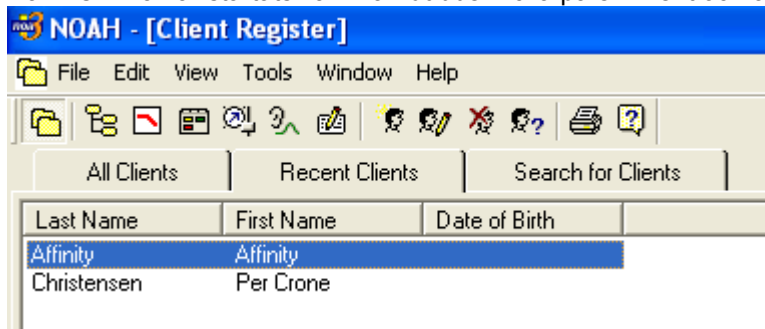 NOAH - [Client Register]
File Edit View Tools Window Help
All Clients Recent Clients Search for Clients
Last Name First Name Date of Birth
Affinity Affinity
Christensen Per Crone